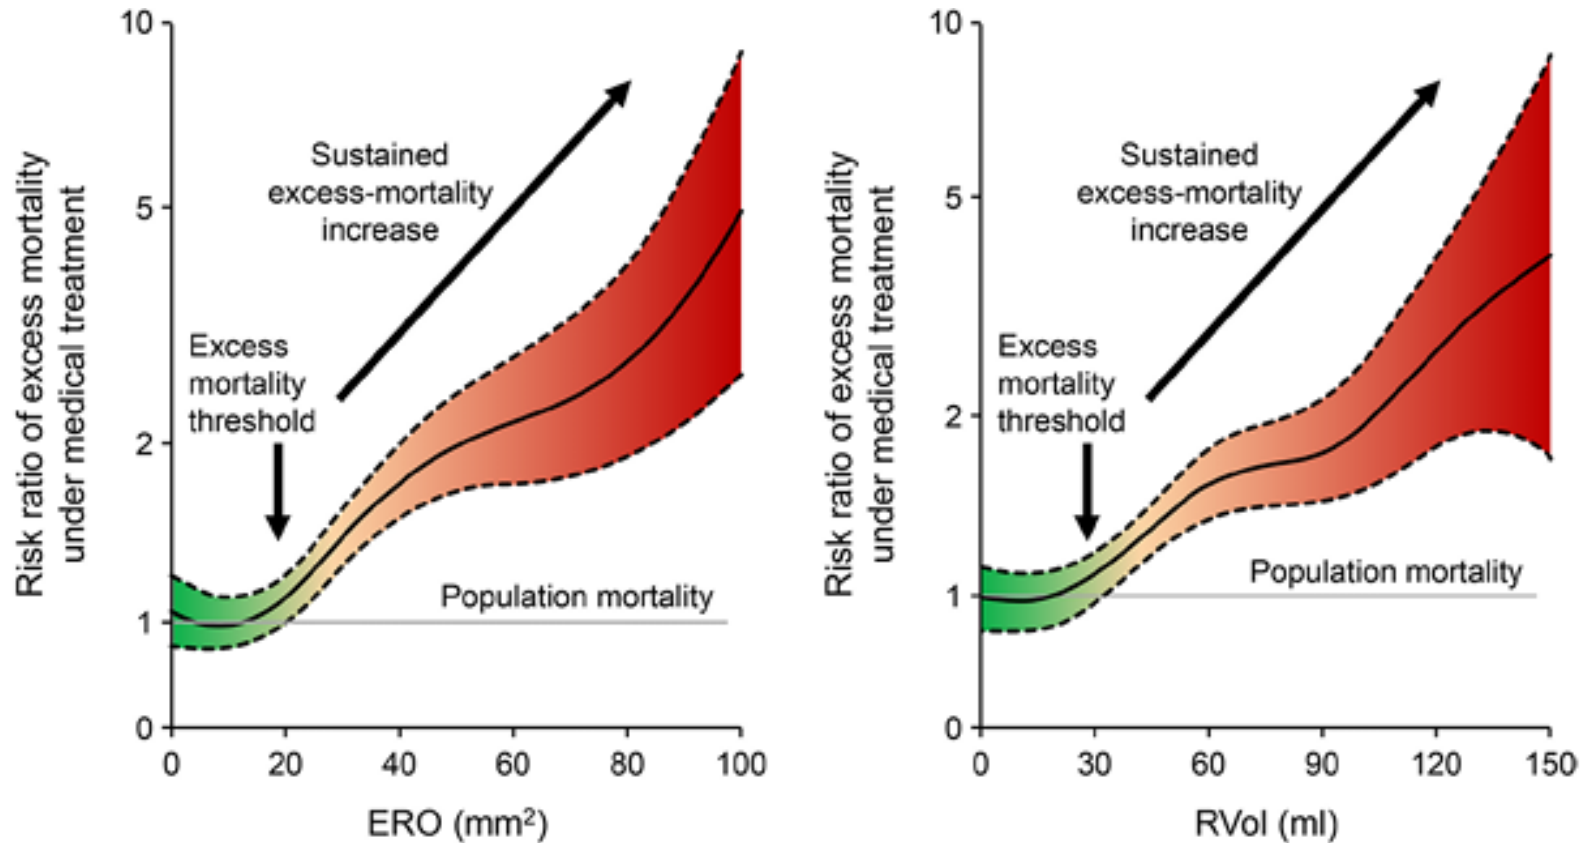 Risk ratio of excess mortality
under medical treatment
10
5
2
1
0
Sustained
excess-mortality
increase
Excess
mortality
threshold
Population mortality
0 20 40 60 80 100
ERO (mm²)
Risk ratio of excess mortality
under medical treatment
10
5
2
1
0
Sustained
excess-mortality
increase
Excess
mortality
threshold
Population mortality
0 30 60 90 120 150
RVol (ml)